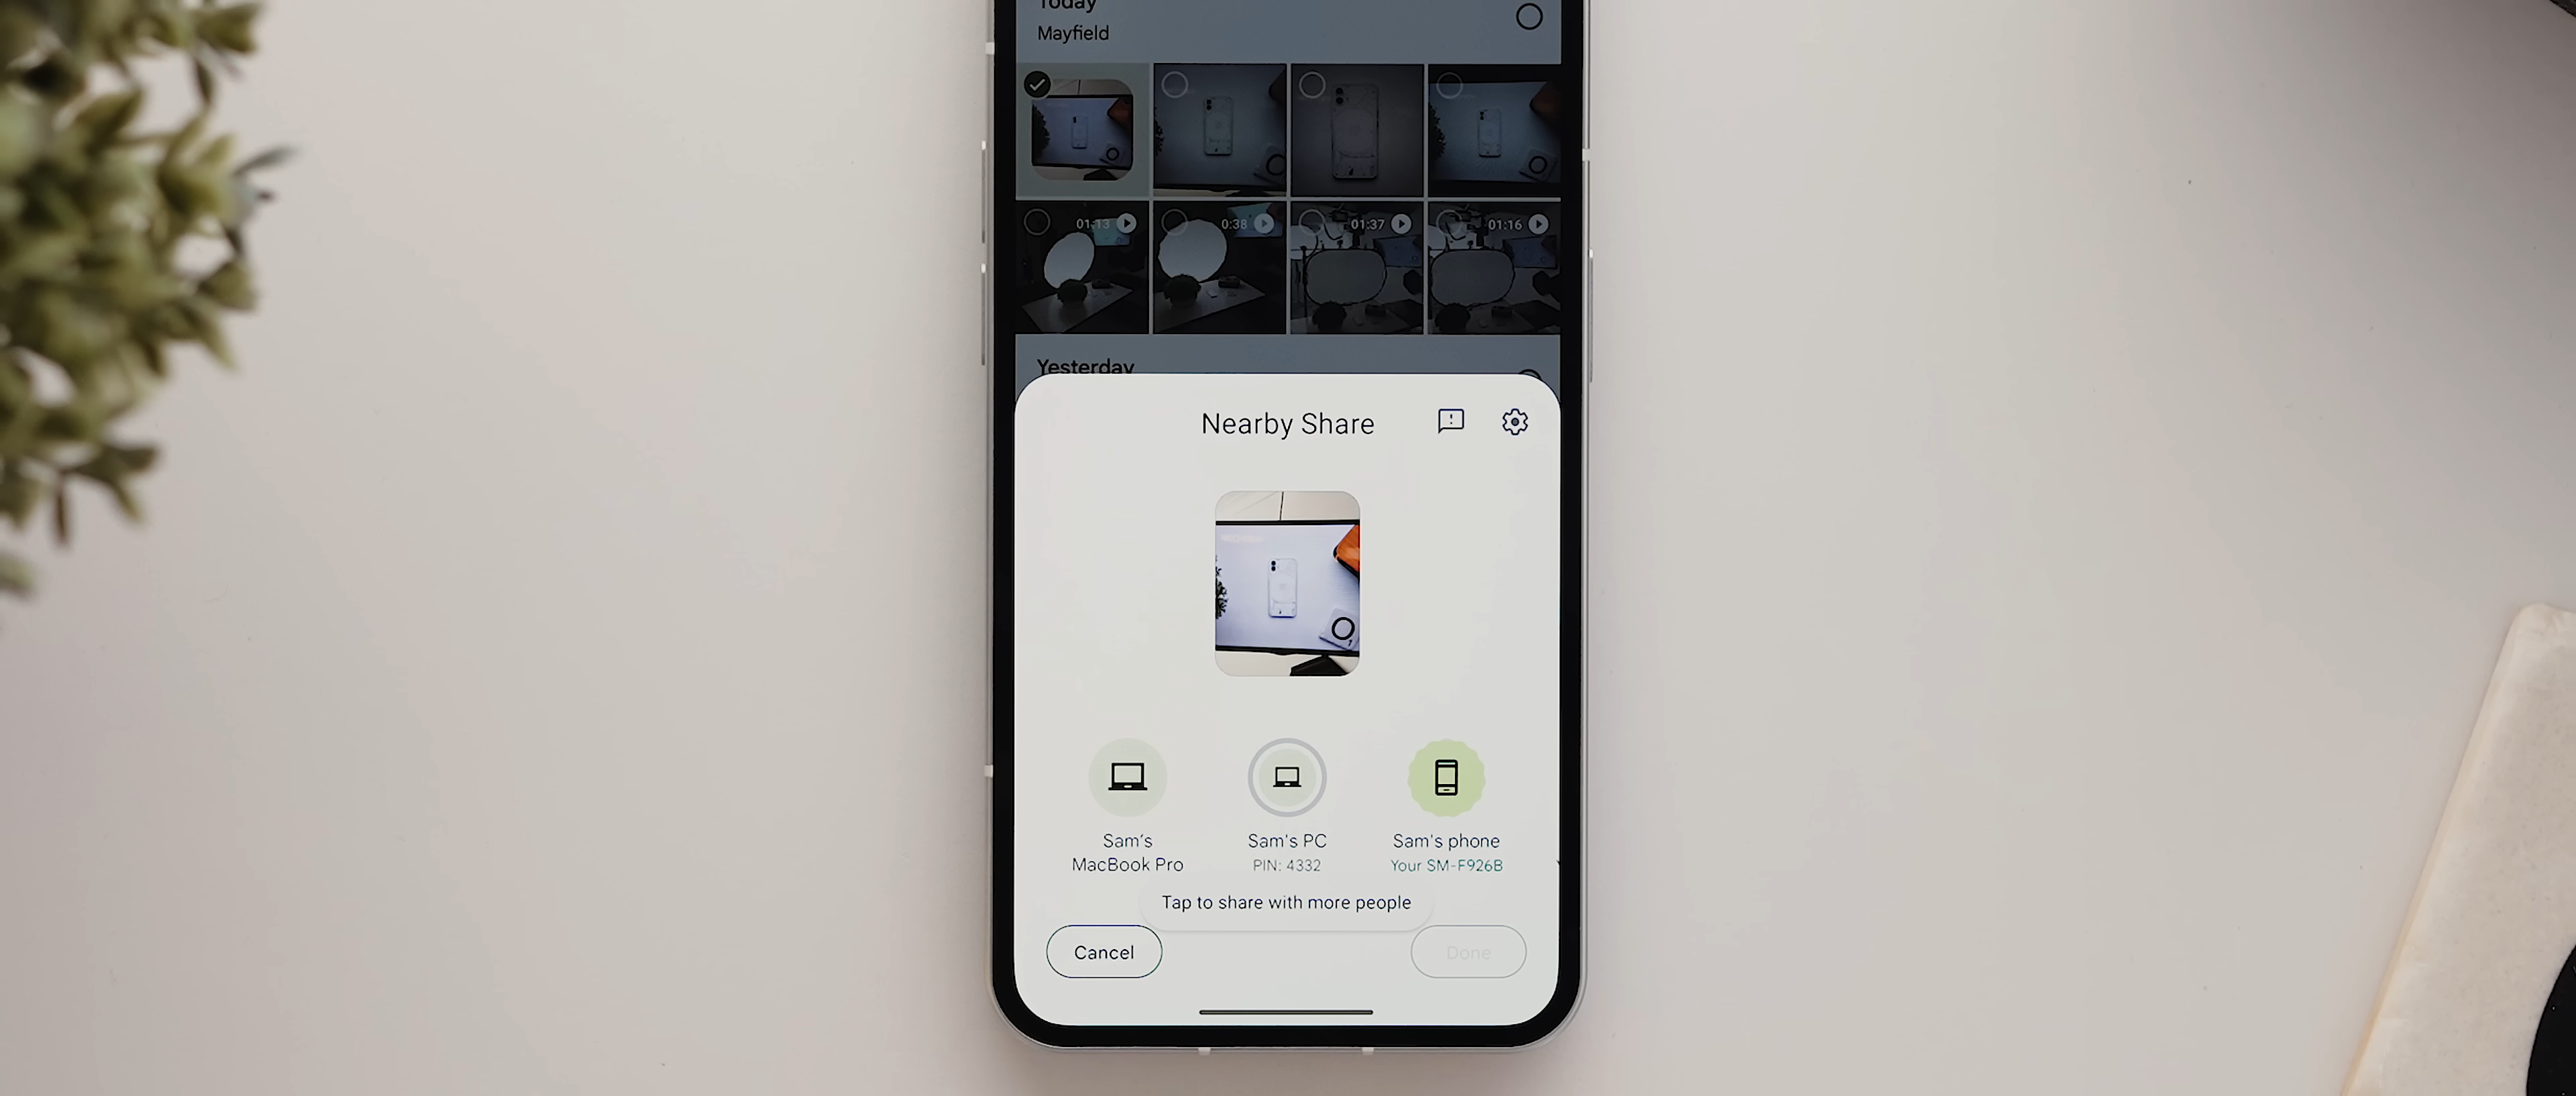 Today
Mayfield
01:13
0:38
01:37
01:16
Yesterday
Nearby Share
Sam's
MacBook Pro
Sam's PC
PIN: 4332
Sam's phone
Your SM-F926B
Tap to share with more people
Cancel
Done